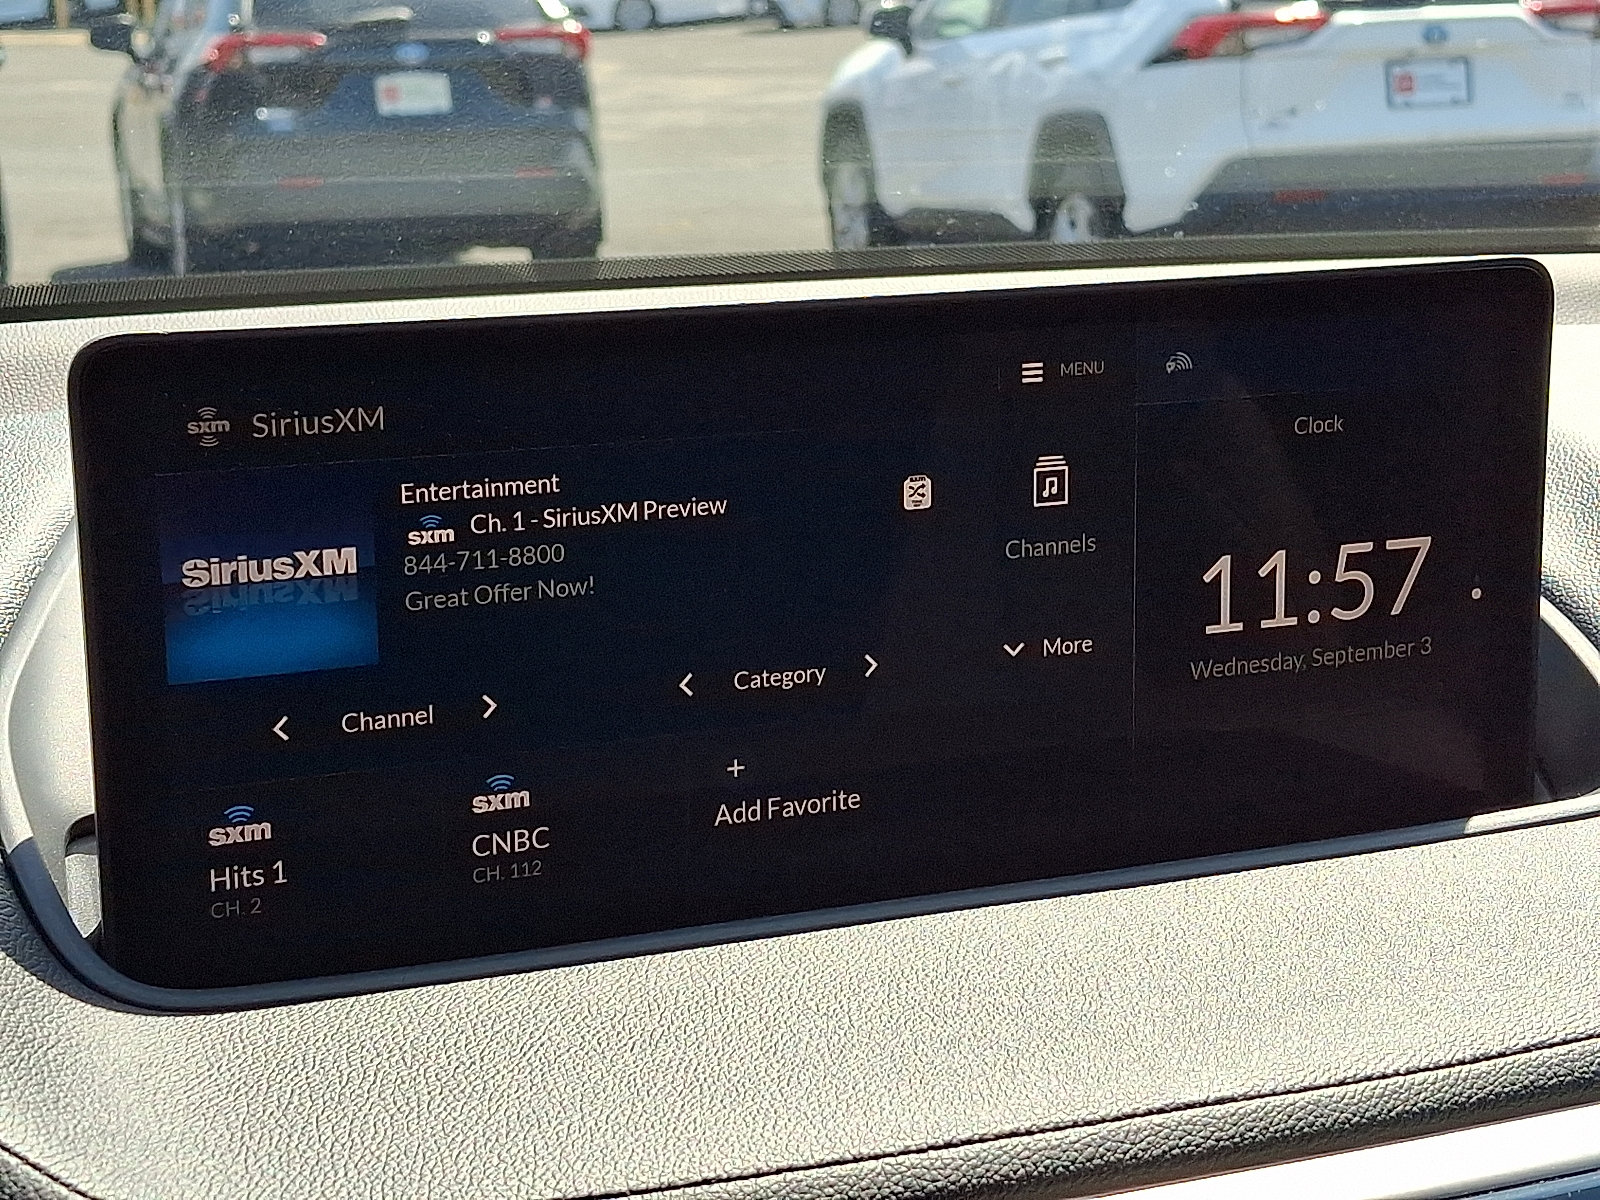 MENU
sxm SiriusXM
Clock
Entertainment
sxm Ch. 1 - SiriusXM Preview
844-711-8800
Great Offer Now!
SiriusXM
Channels
11:57
Wednesday, September 3
More
Category
Channel
sxm
Hits 1
CH. 2
sxm
CNBC
CH. 112
+
Add Favorite